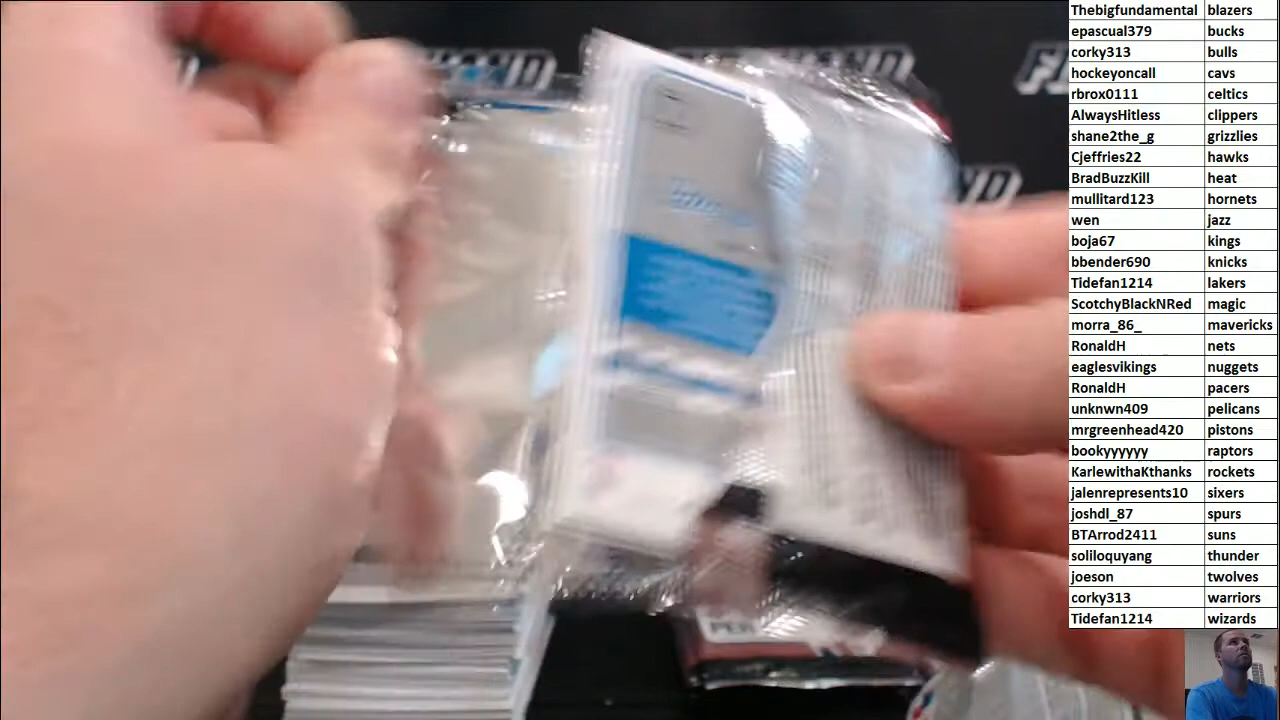 Thebigfundamental blazers
epascual379 bucks
corky313 bulls
hockeyoncall cavs
rbrox0111 celtics
AlwaysHitless clippers
shane2the_g grizzlies
Cjeffries22 hawks
BradBuzzKill heat
mullitard123 hornets
wen jazz
boja67 kings
bbender690 knicks
Tidefan1214 lakers
ScotchyBlackNRed magic
morra_86_ mavericks
RonaldH nets
eaglesvikings nuggets
RonaldH pacers
unknwn409 pelicans
mrgreenhead420 pistons
bookyyyyyy raptors
KarlewithaKthanks rockets
jalenrepresents10 sixers
joshdl_87 spurs
BTArrod2411 suns
soliloquyang thunder
joeson twolves
corky313 warriors
Tidefan1214 wizards